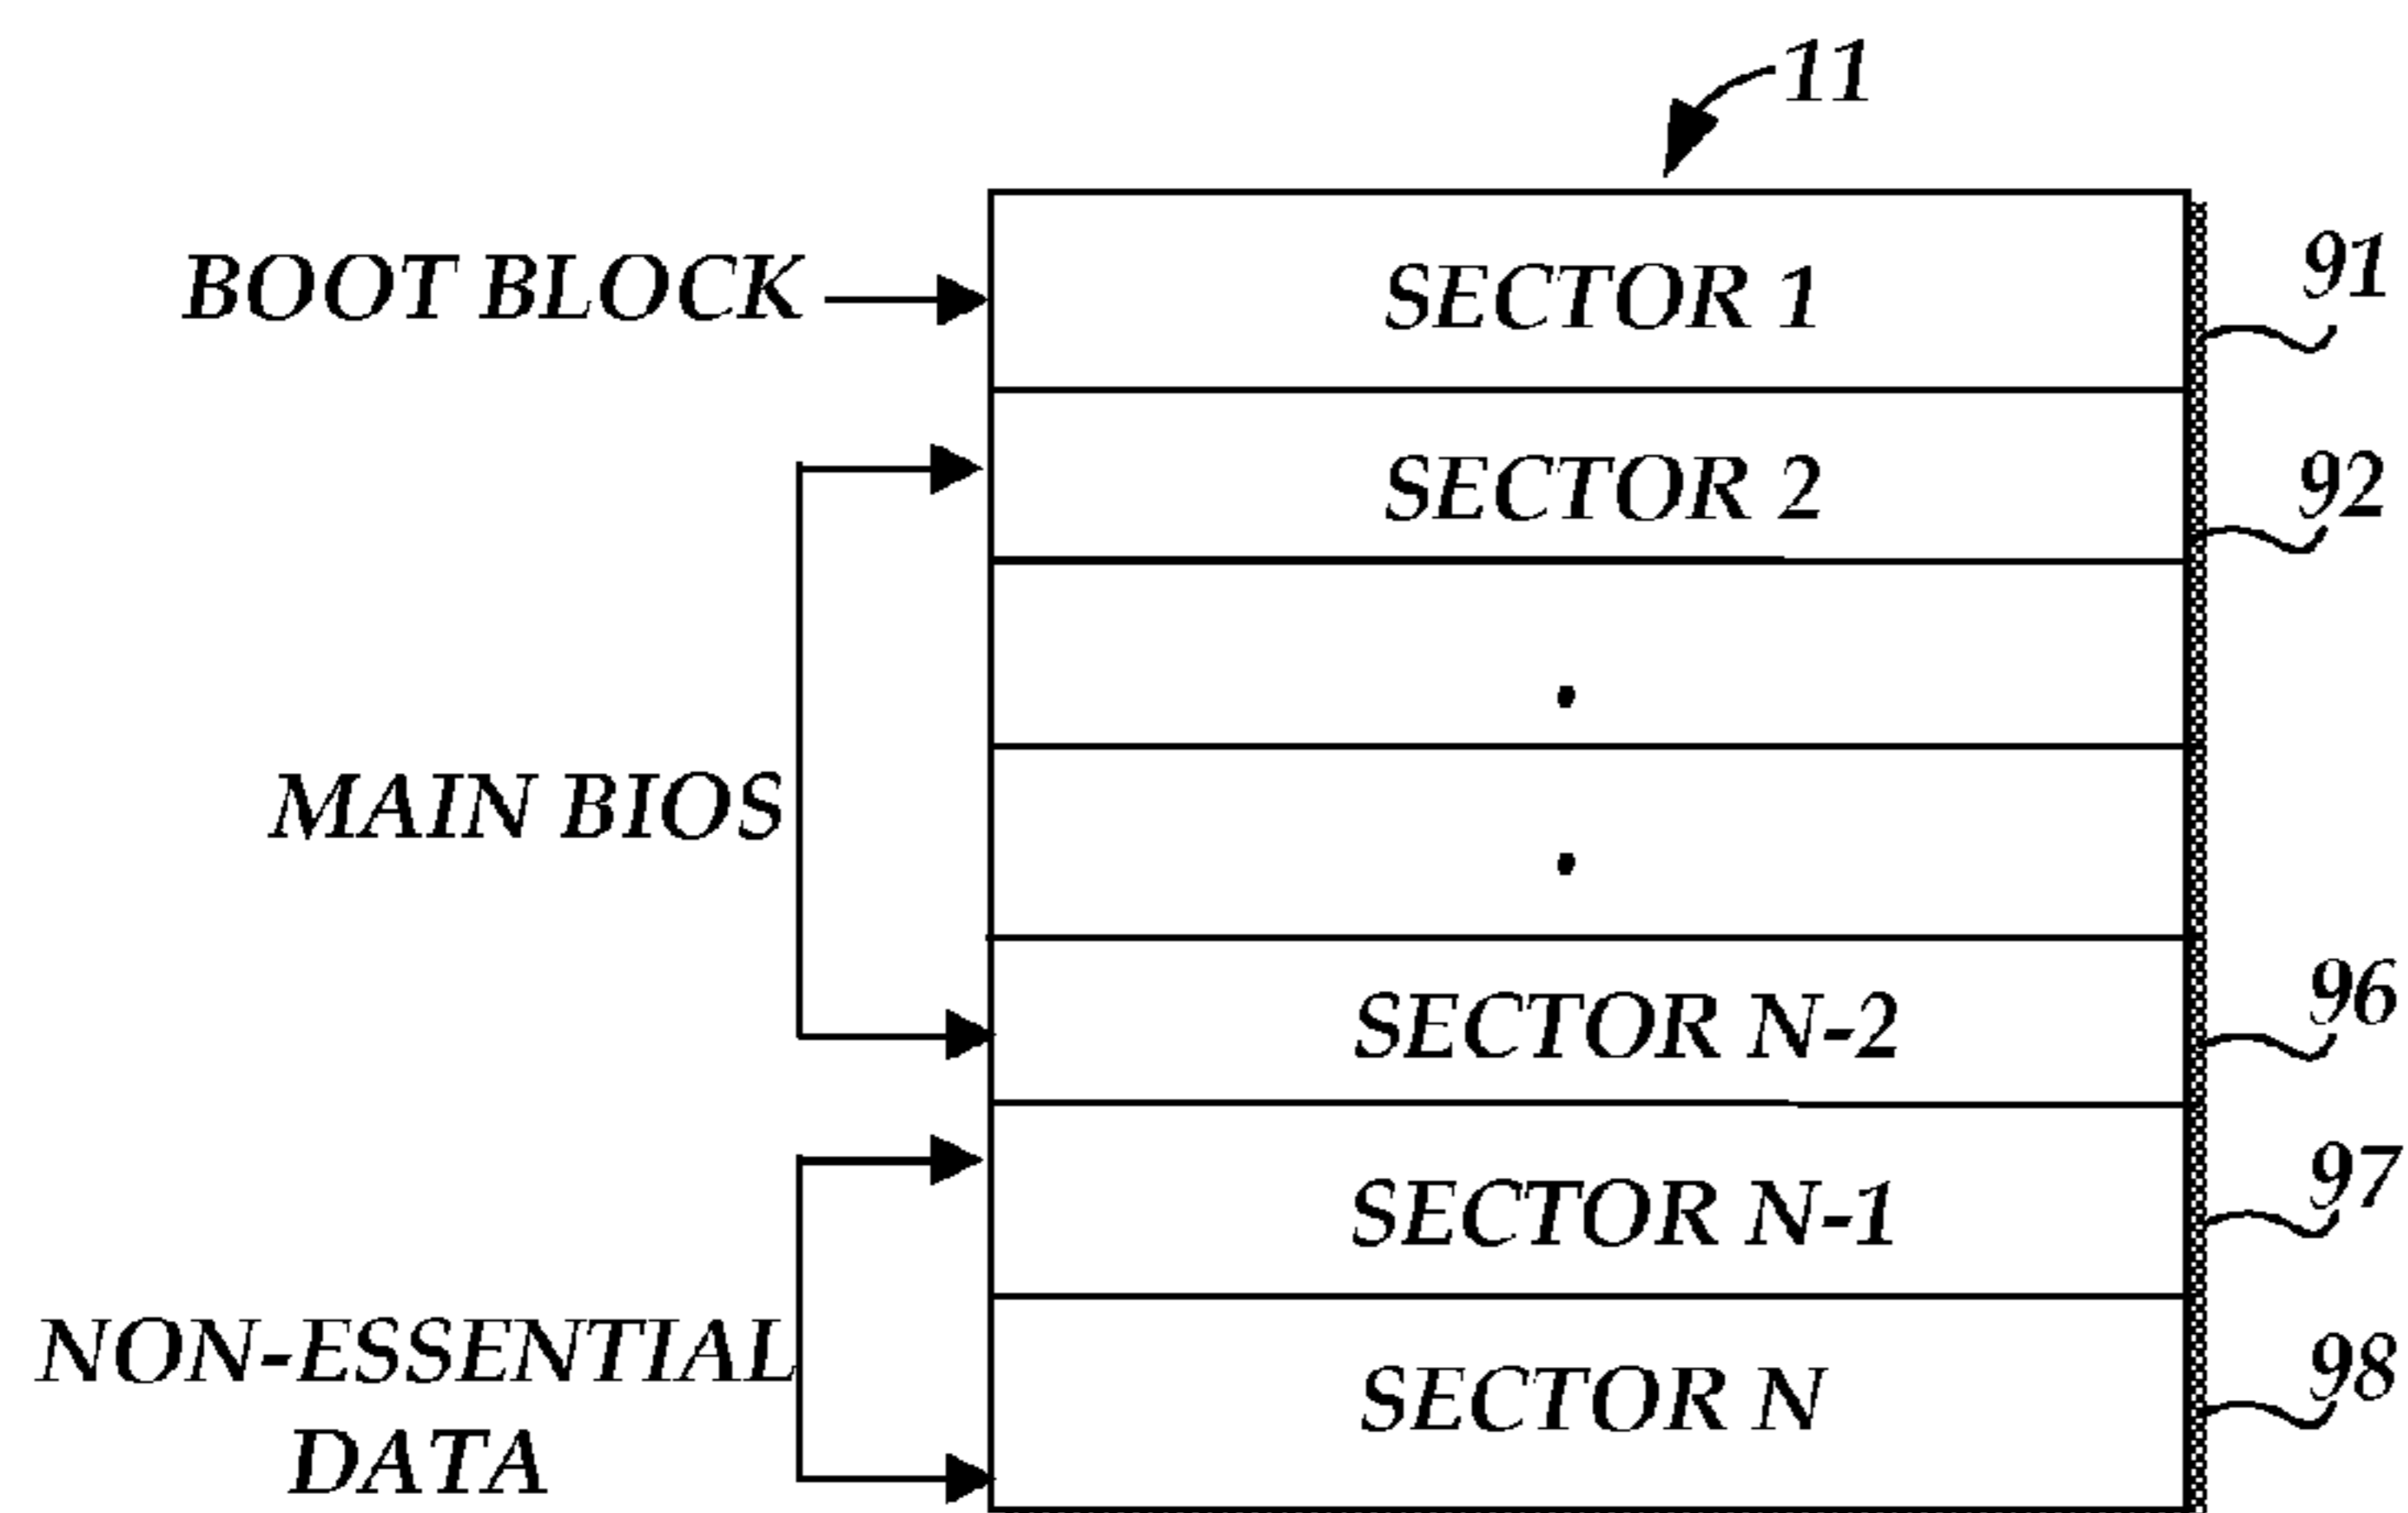 11
BOOT BLOCK
SECTOR 1
91
SECTOR 2
92
.
MAIN BIOS
.
SECTOR N-2
96
SECTOR N-1
97
NON-ESSENTIAL
DATA
SECTOR N
98